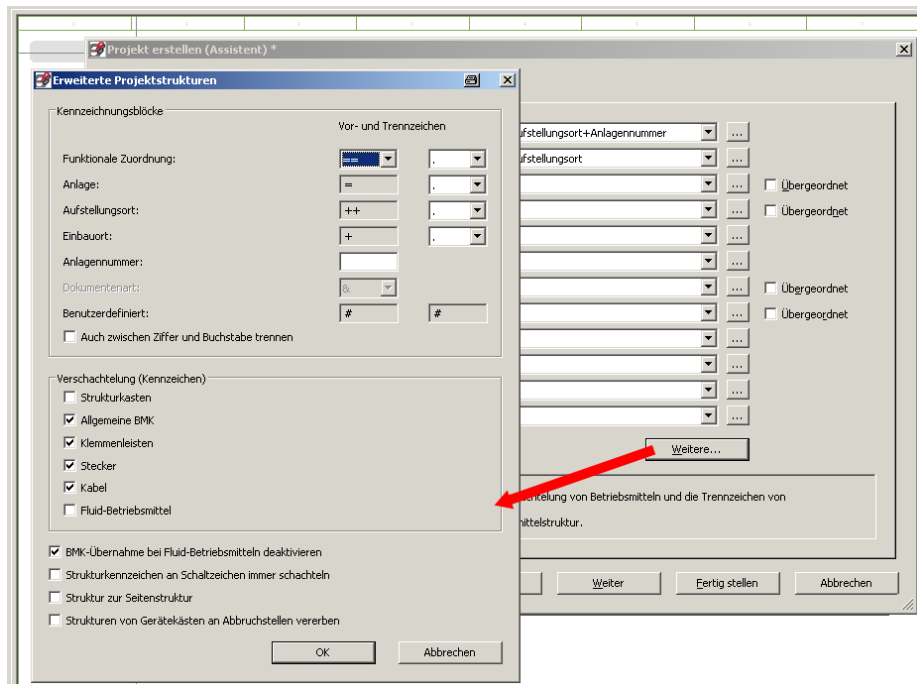 Projekt erstellen (Assistent) *
Erweiterte Projektstrukturen
Kennzeichnungsblöcke
Vor- und Trennzeichen
Funktionale Zuordnung: == .
Anlage: = .
Aufstellungsort: ++ .
Einbauort: + .
Anlagennummer:
Dokumentenart: &
Benutzerdefiniert: # #
Auch zwischen Ziffer und Buchstabe trennen
Verschachtelung (Kennzeichen)
Strukturkasten
Allgemeine BMK
Klemmenleisten
Stecker
Kabel
Fluid-Betriebsmittel
BMK-Übernahme bei Fluid-Betriebsmitteln deaktivieren
Strukturkennzeichen an Schaltzeichen immer schachteln
Struktur zur Seitenstruktur
Strukturen von Gerätekästen an Abbruchstellen vererben
OK Abbrechen
ufstellungsort+Anlagennummer ...
ufstellungsort ...
... Übergeordnet
... Übergeordnet
...
...
... Übergeordnet
... Übergeordnet
...
...
...
...
Weitere...
chtelung von Betriebsmitteln und die Trennzeichen von
mittelstruktur.
Weiter Fertig stellen Abbrechen